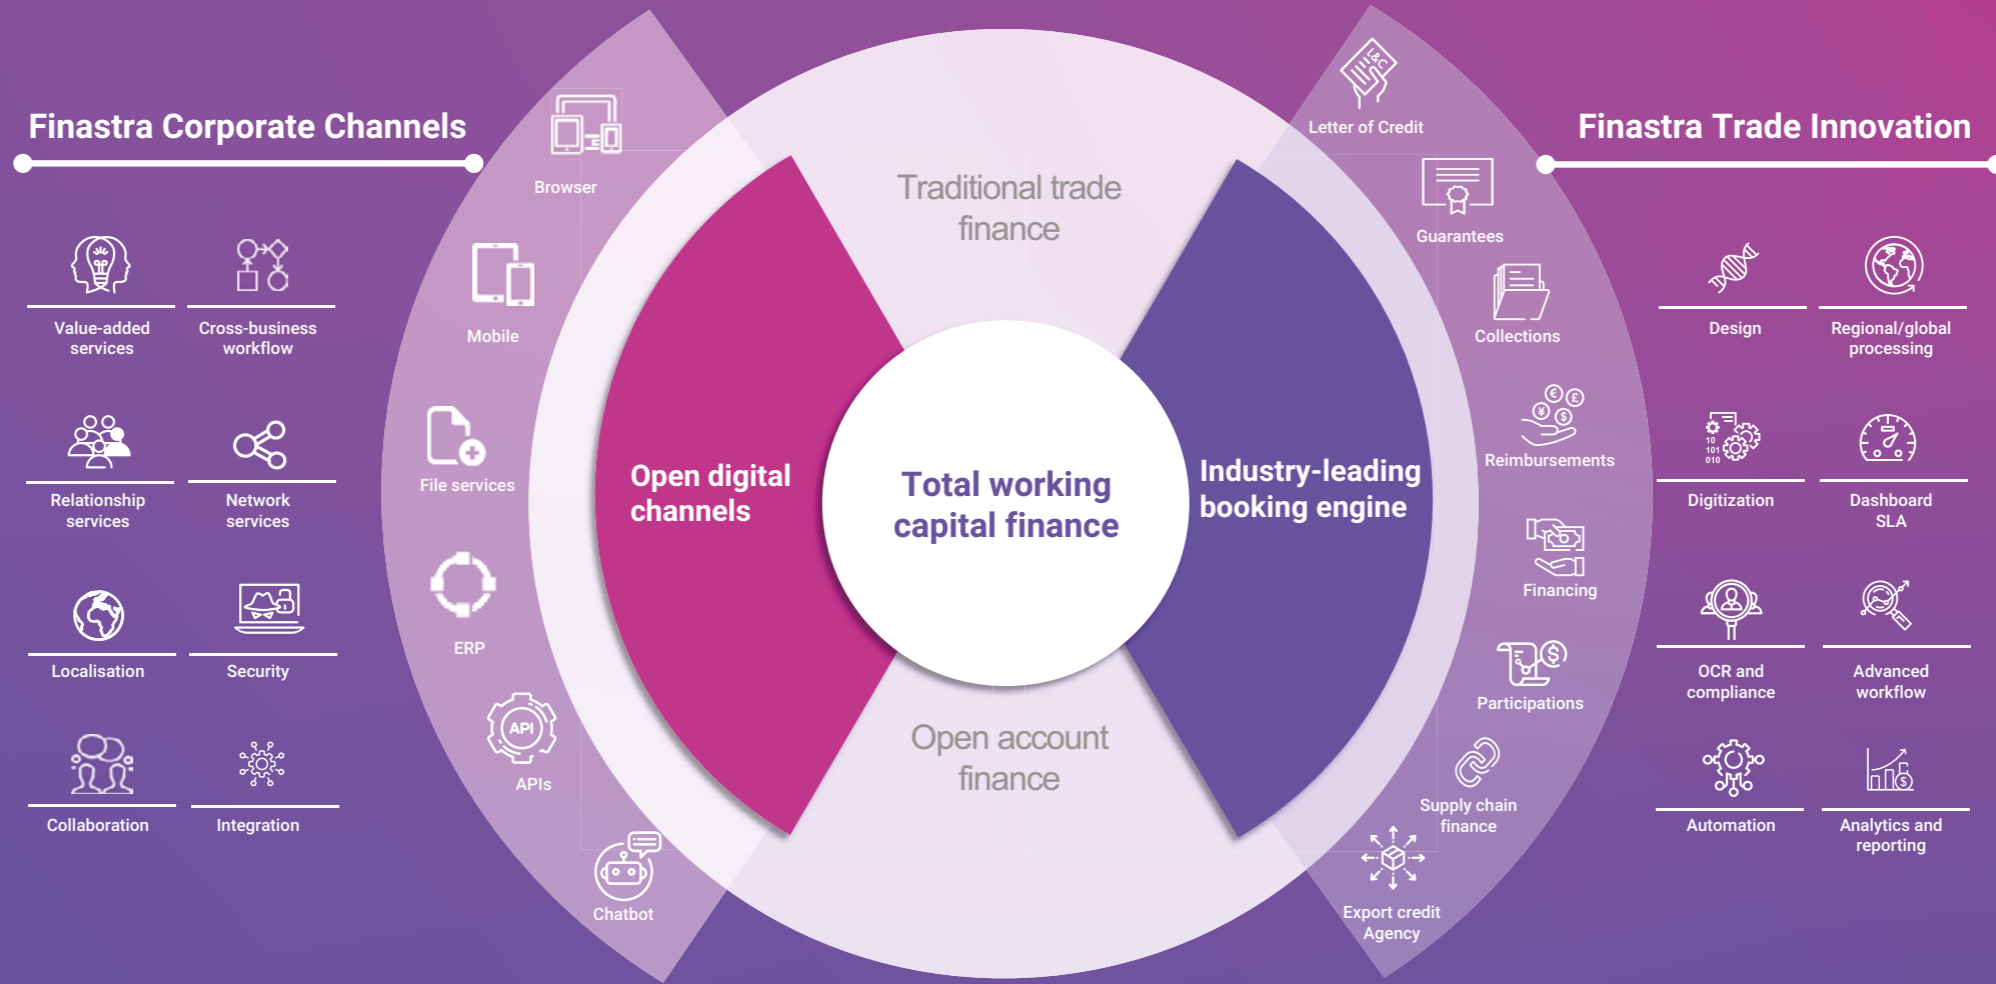 Finastra Corporate Channels
Value-added
services
Cross-business
workflow
Relationship
services
Network
services
Localisation
Security
Collaboration
Integration
Browser
Mobile
File services
ERP
API
APIs
Chatbot
Traditional trade
finance
Open digital
channels
Total working
capital finance
Industry-leading
booking engine
Open account
finance
L&C
Letter of Credit
Guarantees
Collections
Reimbursements
Financing
Participations
Supply chain
finance
Export credit
Agency
Finastra Trade Innovation
Design
Regional/global
processing
10
101
010
Digitization
Dashboard
SLA
OCR and
compliance
Advanced
workflow
Automation
Analytics and
reporting